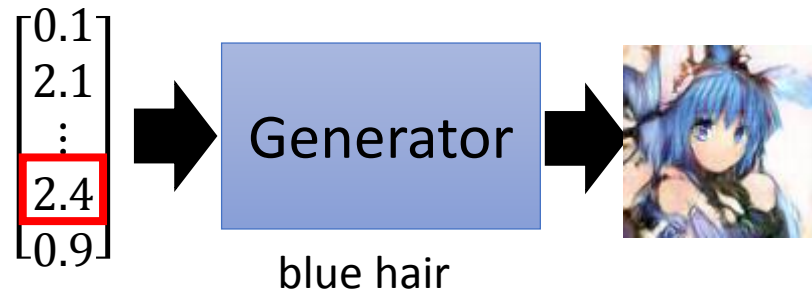 0.1
2.1
⋮
2.4
0.9
Generator
blue hair